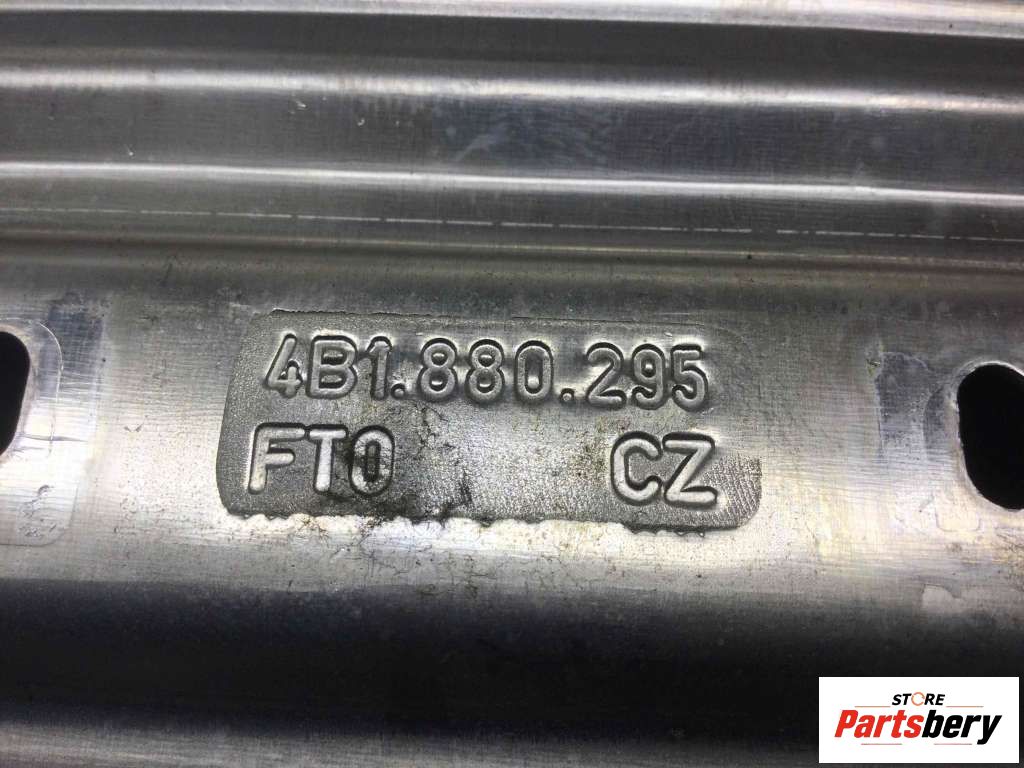 4B1.880.295
FT0 CZ
STORE
Partsbery